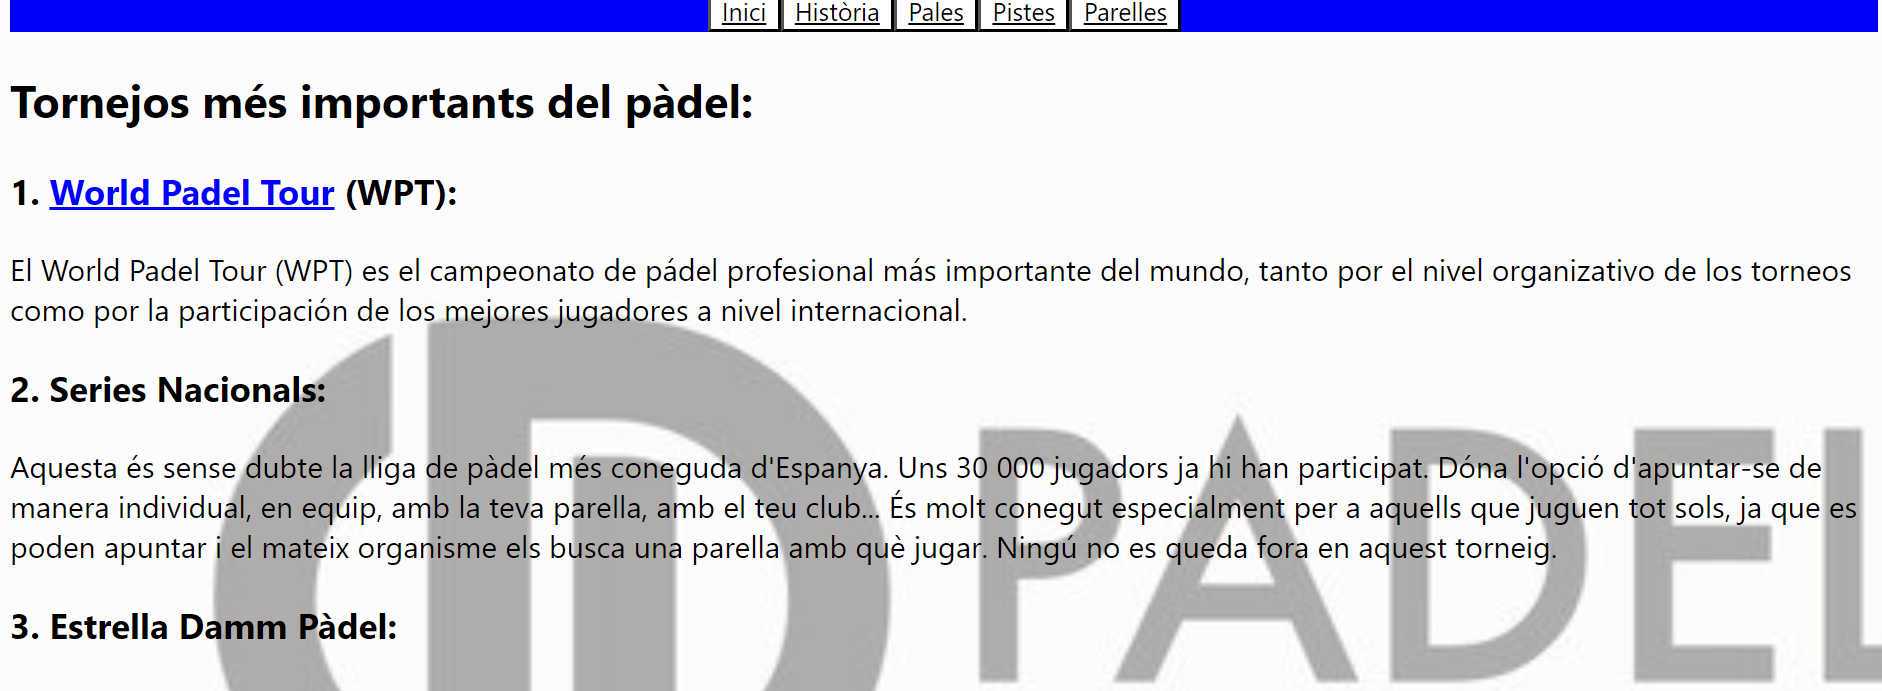 Inici Història Pales Pistes Parelles
Tornejos més importants del pàdel:
1. World Padel Tour (WPT):
El World Padel Tour (WPT) es el campeonato de pádel profesional más importante del mundo, tanto por el nivel organizativo de los torneos
como por la participación de los mejores jugadores a nivel internacional.
2. Series Nacionals:
Aquesta és sense dubte la lliga de pàdel més coneguda d'Espanya. Uns 30 000 jugadors ja hi han participat. Dóna l'opció d'apuntar-se de
manera individual, en equip, amb la teva parella, amb el teu club... És molt conegut especialment per a aquells que juguen tot sols, ja que es
poden apuntar i el mateix organisme els busca una parella amb què jugar. Ningú no es queda fora en aquest torneig.
PADEL
3. Estrella Damm Pàdel: